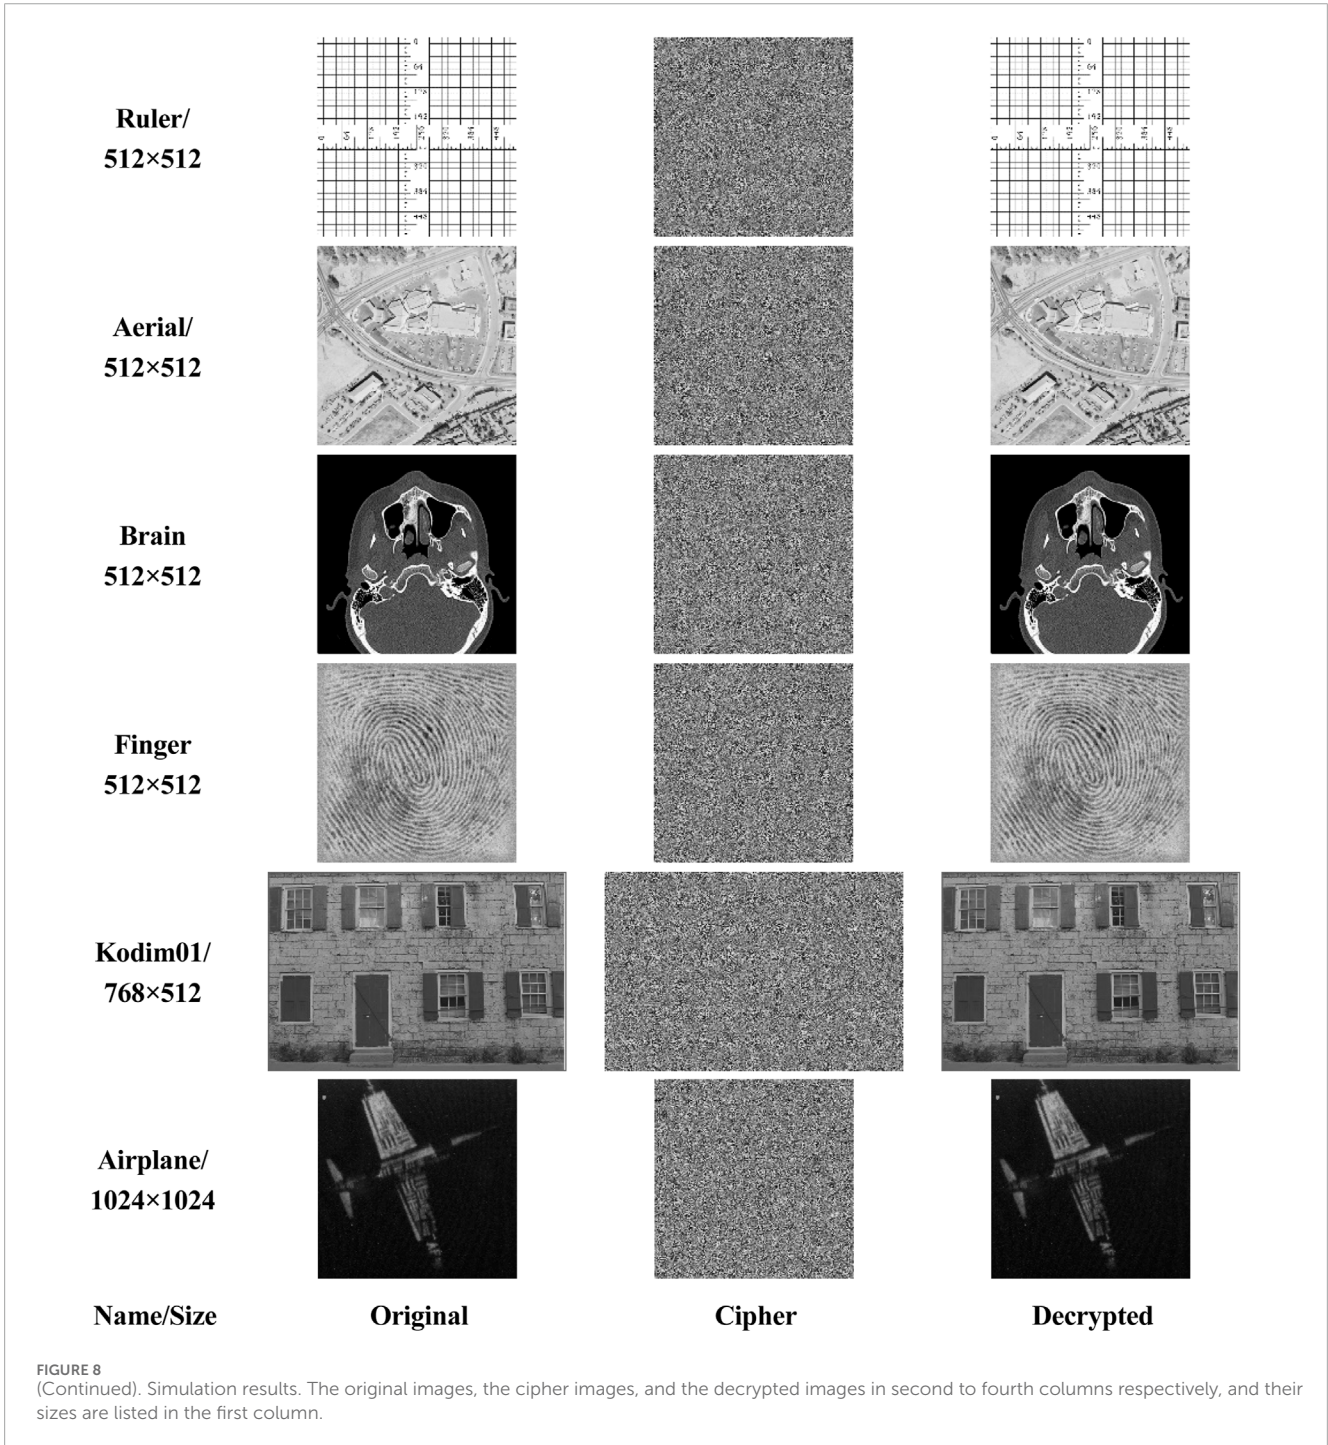 Ruler/
512×512
Aerial/
512×512
Brain
512×512
Finger
512×512
Kodim01/
768×512
Airplane/
1024×1024
Name/Size Original Cipher Decrypted
FIGURE 8
(Continued). Simulation results. The original images, the cipher images, and the decrypted images in second to fourth columns respectively, and their
sizes are listed in the first column.